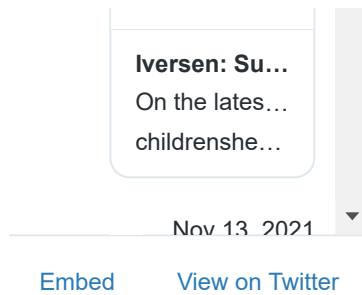 Iversen: Su…
On the lates…
childrenshe…
Nov 13, 2021
Embed View on Twitter